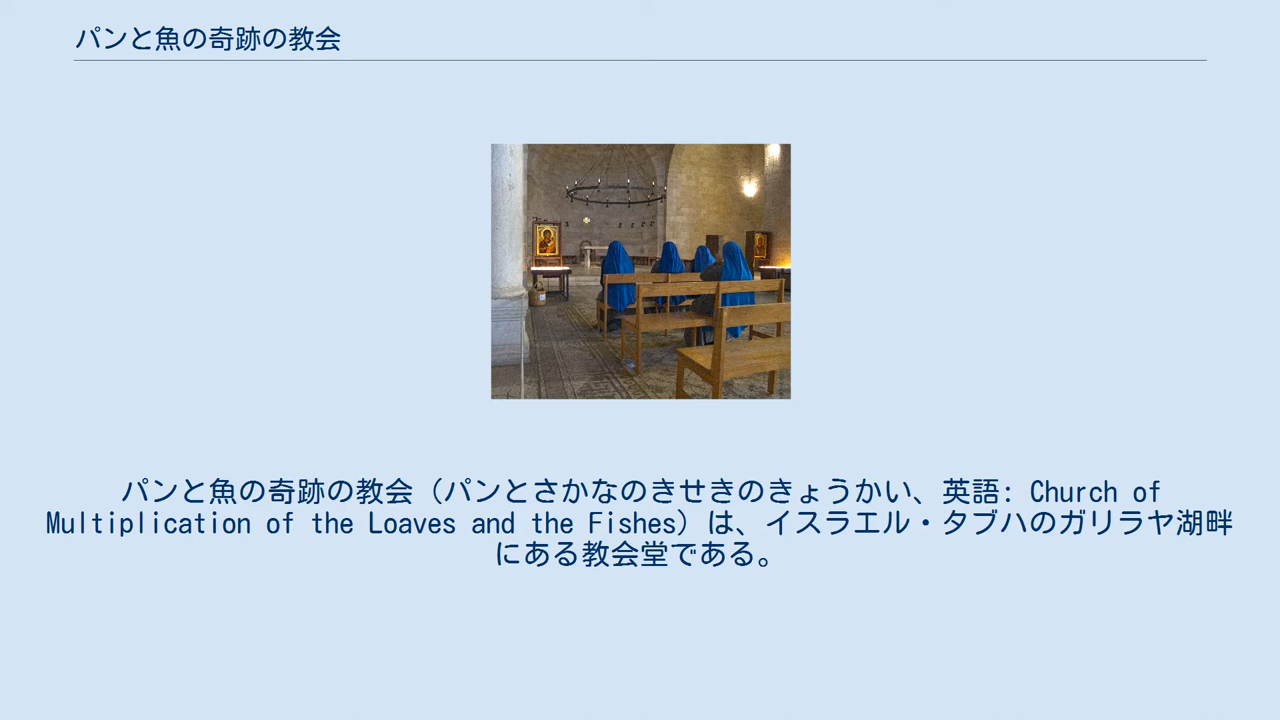 パンと魚の奇跡の教会
パンと魚の奇跡の教会（パンとさかなのきせきのきょうかい、英語: Church of
Multiplication of the Loaves and the Fishes）は、イスラエル・タブハのガリラヤ湖畔
にある教会堂である。